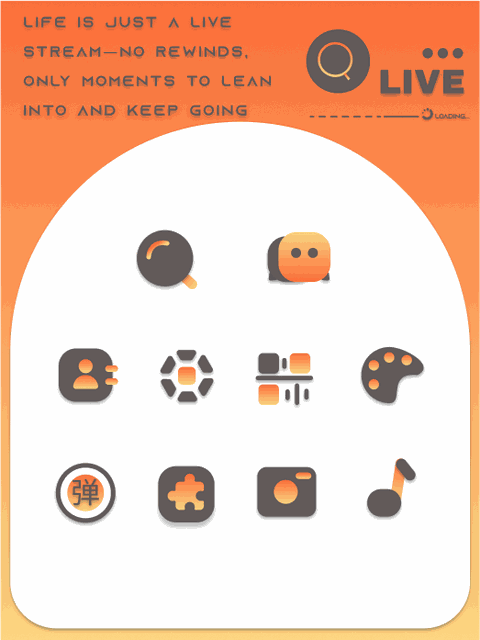 LIFE IS JUST A LIVE
STREAM—NO REWINDS,
ONLY MOMENTS TO LEAN
INTO AND KEEP GOING
LIVE
LOADING...
弹